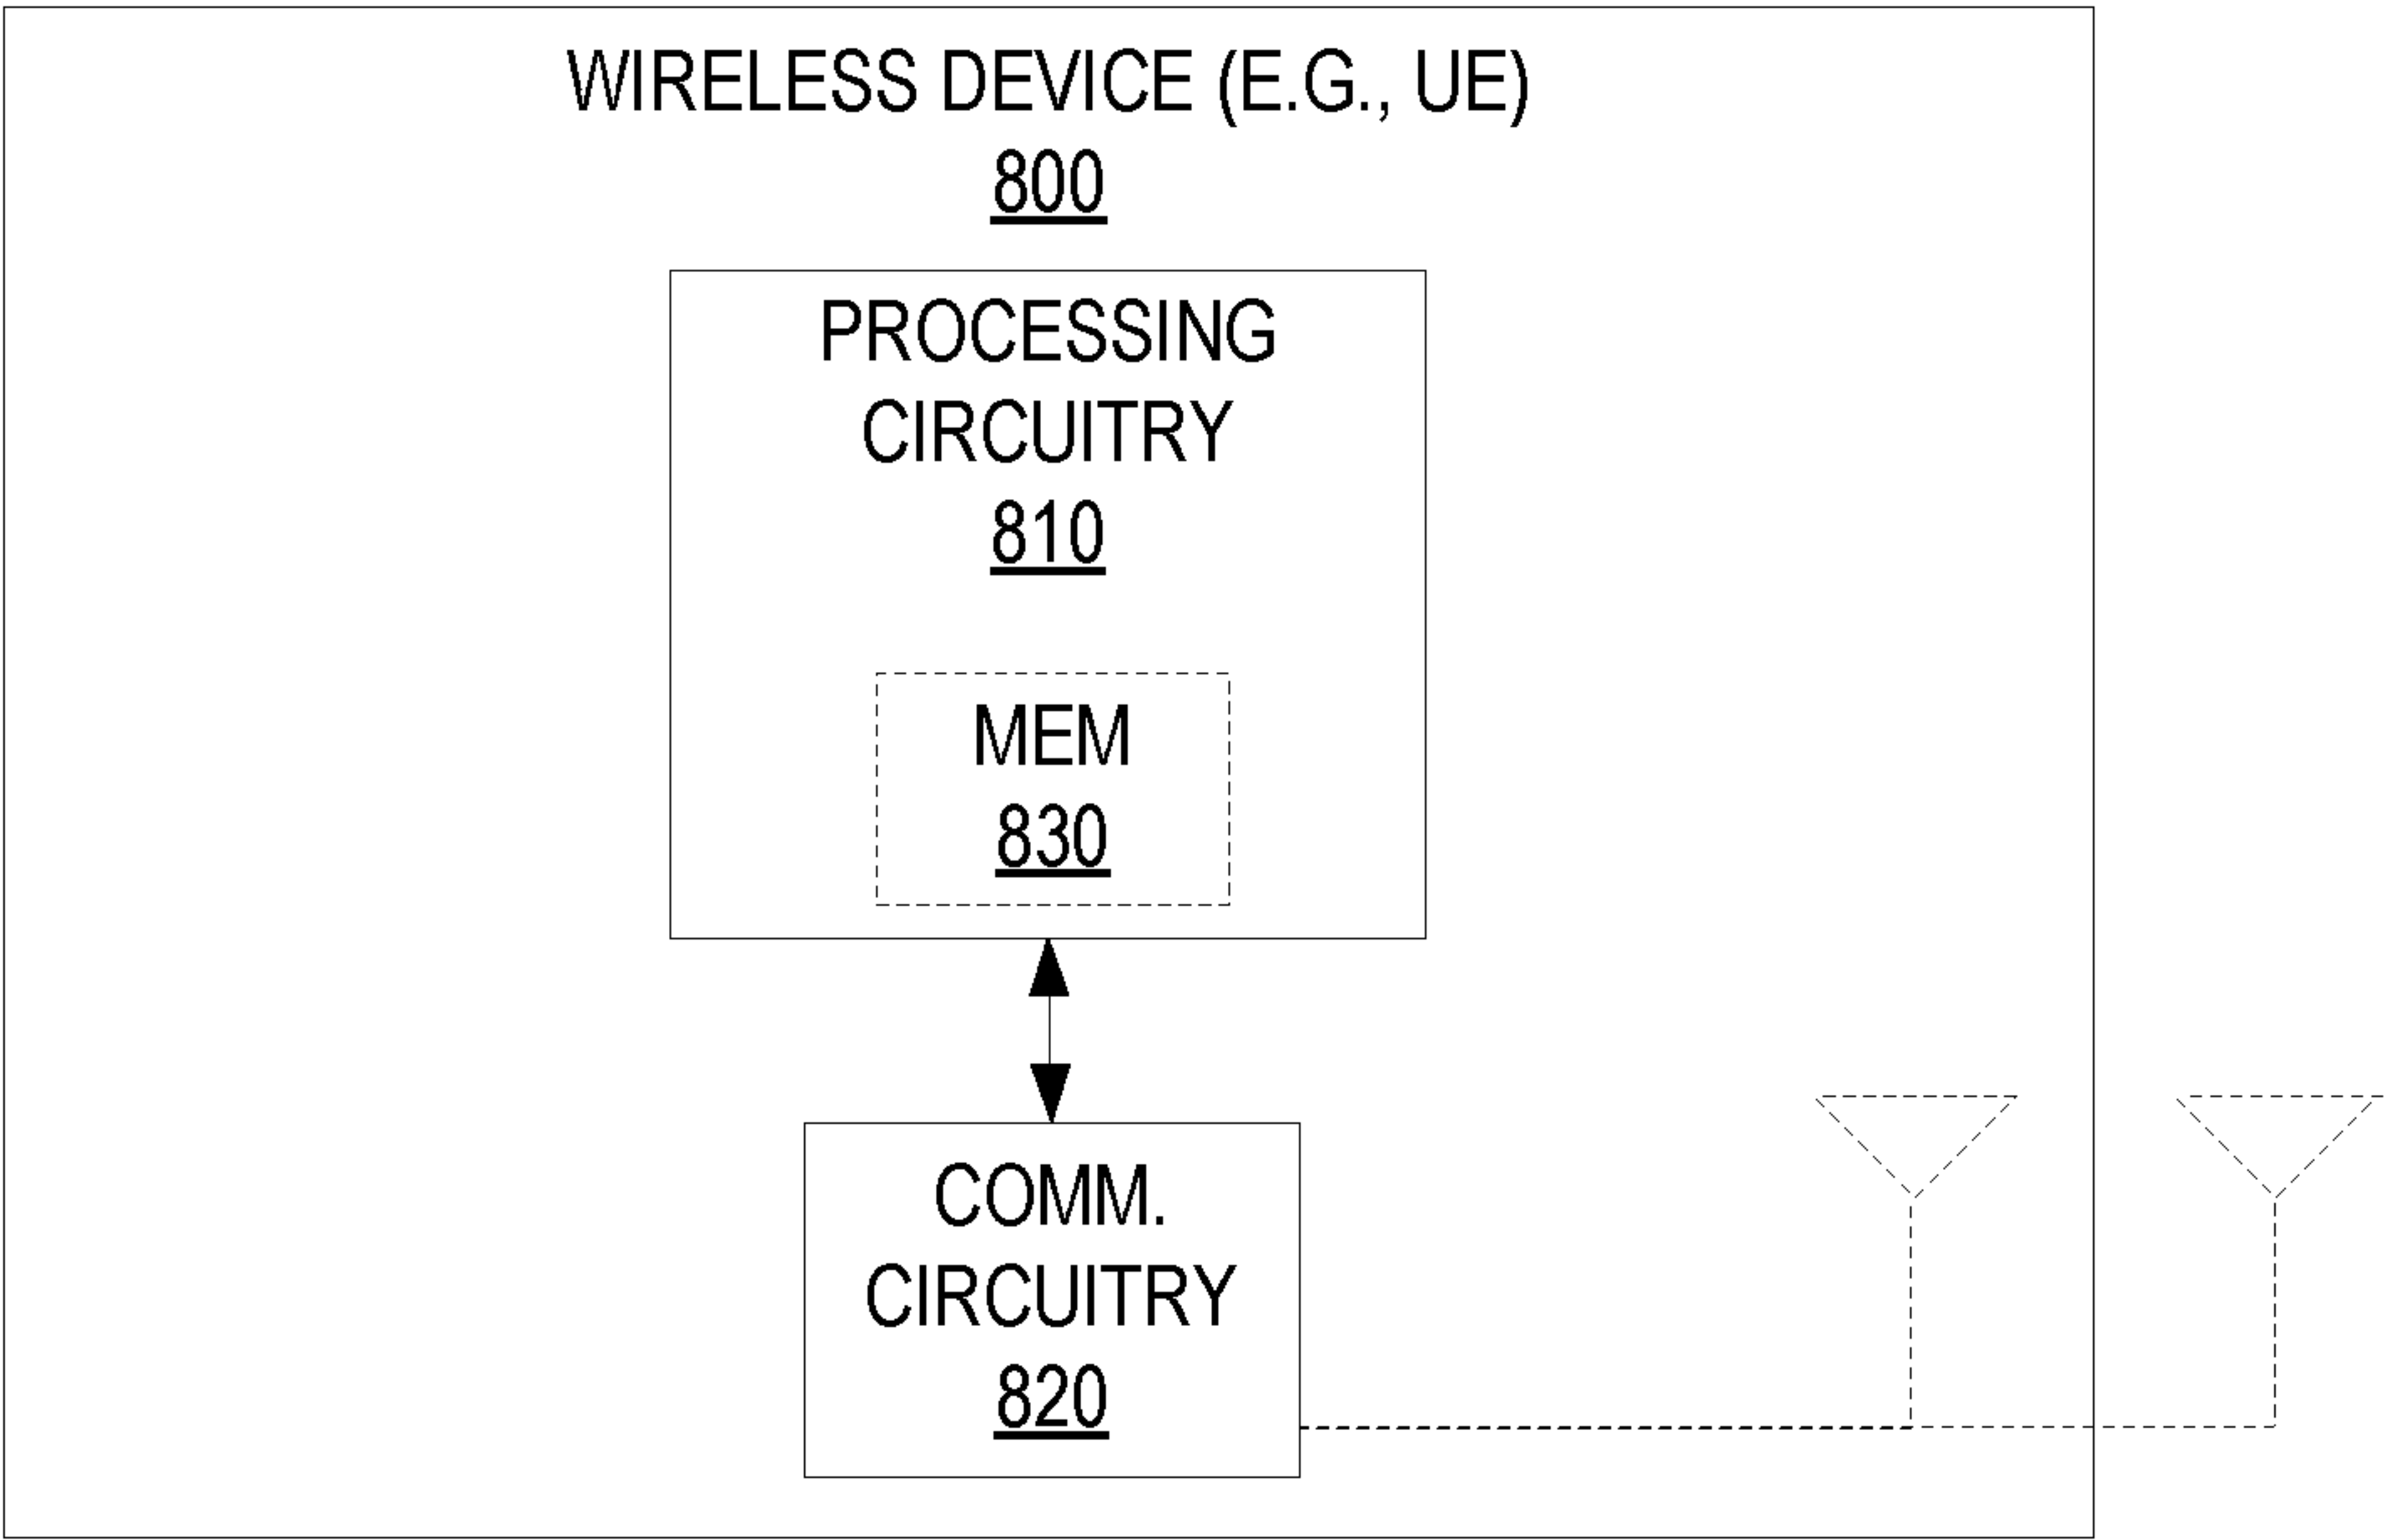 WIRELESS DEVICE (E.G., UE)
800
PROCESSING
CIRCUITRY
810
MEM
830
COMM.
CIRCUITRY
820